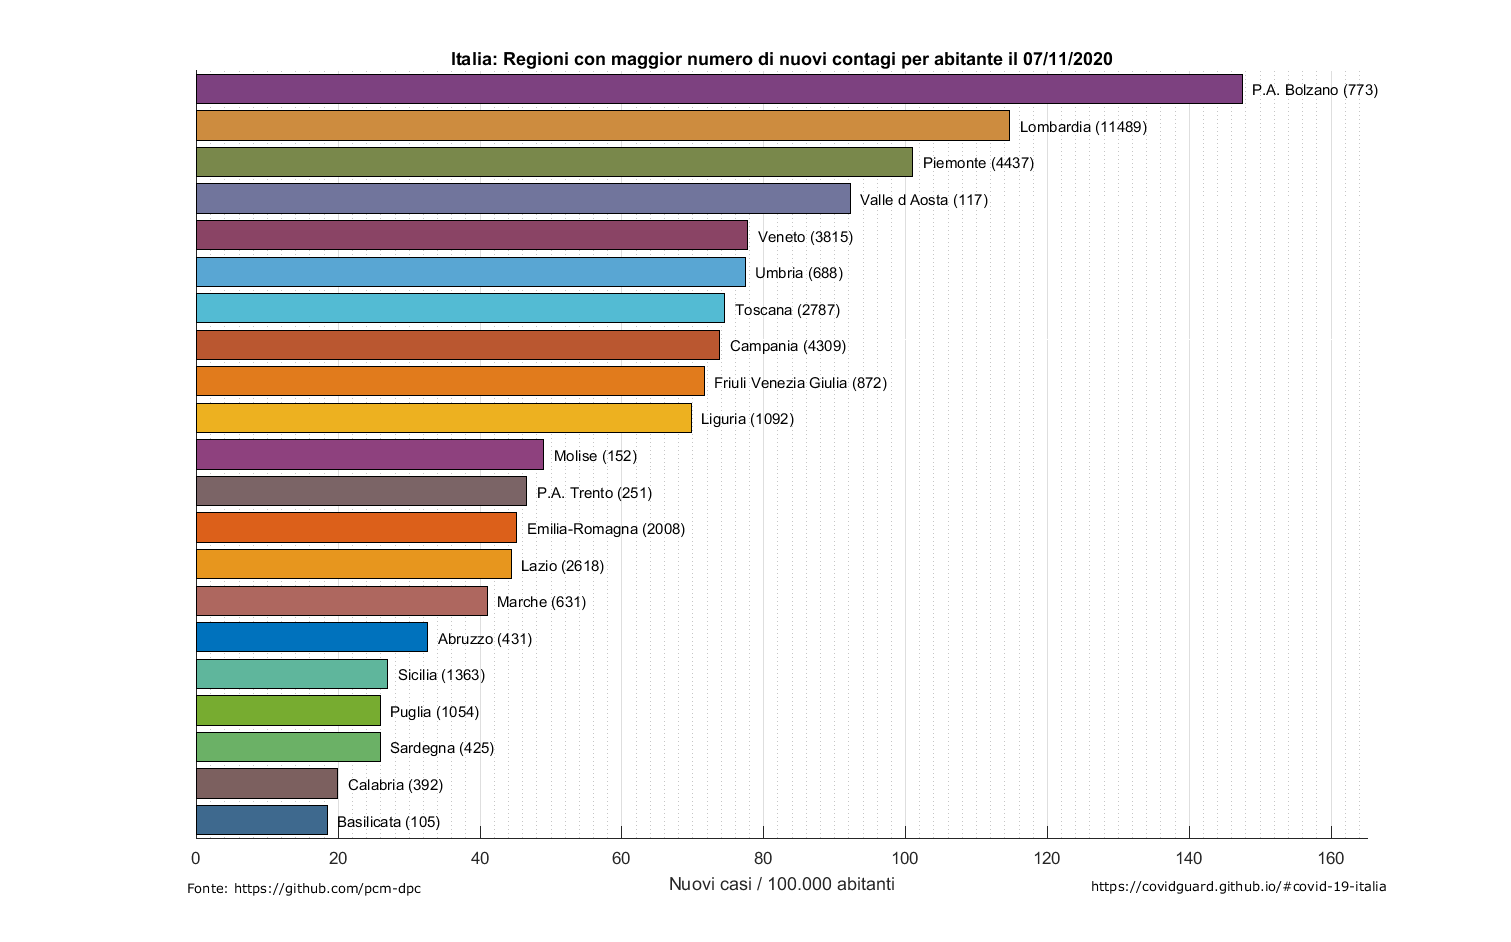 Italia: Regioni con maggior numero di nuovi contagi per abitante il 07/11/2020
P.A. Bolzano (773)
Lombardia (11489)
Piemonte (4437)
Valle d Aosta (117)
Veneto (3815)
Umbria (688)
Toscana (2787)
Campania (4309)
Friuli Venezia Giulia (872)
Liguria (1092)
Molise (152)
P.A. Trento (251)
Emilia-Romagna (2008)
Lazio (2618)
Marche (631)
Abruzzo (431)
Sicilia (1363)
Puglia (1054)
Sardegna (425)
Calabria (392)
Basilicata (105)
0 20 40 60 80 100 120 140 160
Nuovi casi / 100.000 abitanti
Fonte: https://github.com/pcm-dpc
https://covidguard.github.io/#covid-19-italia